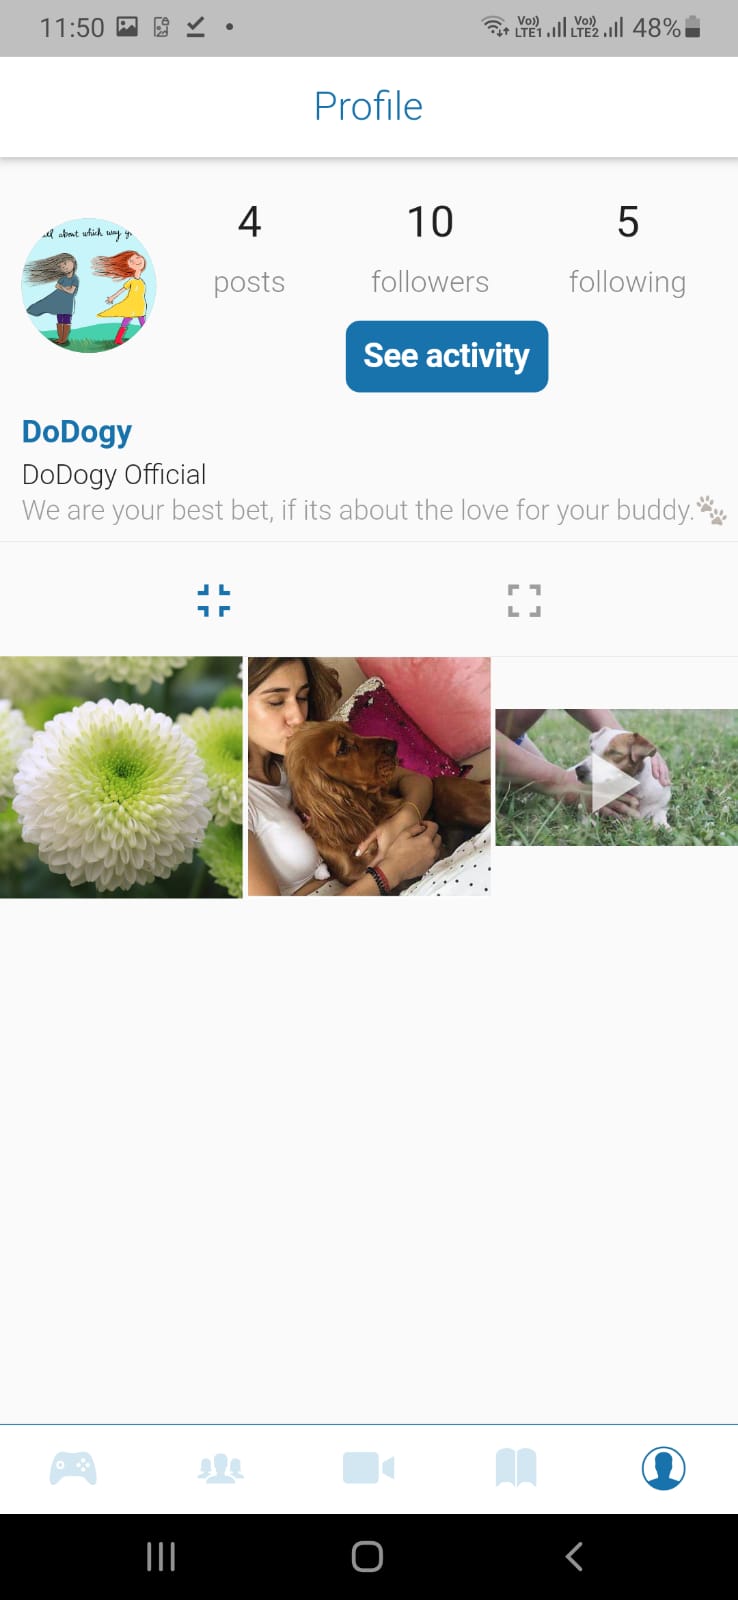 11:50 Vo)) LTE1 Vo)) LTE2 48%
Profile
all about which way y
4 10 5
posts followers following
See activity
DoDogy
DoDogy Official
We are your best bet, if its about the love for your buddy.🐾